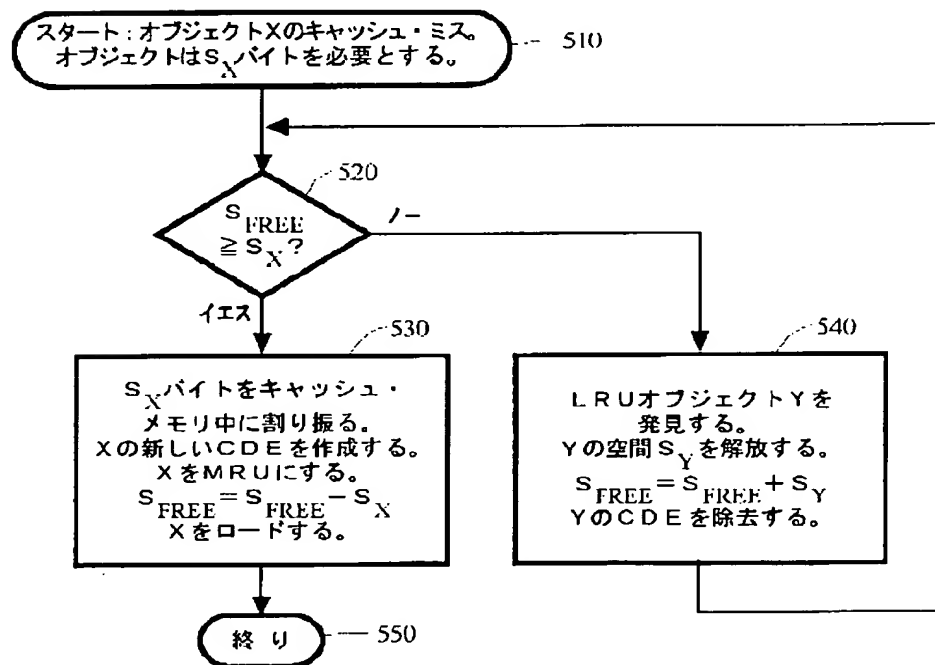 スタート：オブジェクトXのキャッシュ・ミス。
オブジェクトはSXバイトを必要とする。
510
520
SFREE
≧SX?
ノー
イエス
530
SXバイトをキャッシュ・
メモリ中に割り振る。
Xの新しいCDEを作成する。
XをMRUにする。
SFREE=SFREE−SX
Xをロードする。
540
LRUオブジェクトYを
発見する。
Yの空間SYを解放する。
SFREE=SFREE+SY
YのCDEを除去する。
終り
550